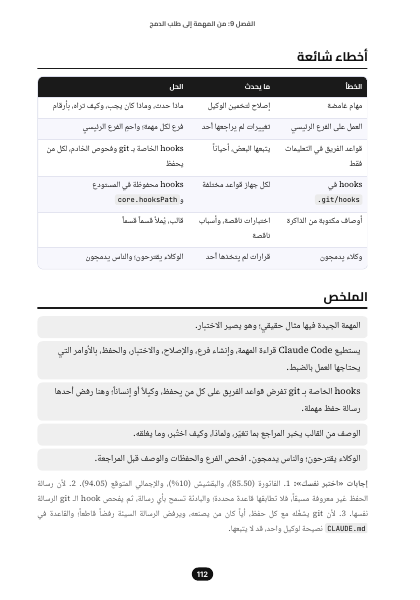 الفصل 9: من المهمة إلى طلب الدمج
أخطاء شائعة
الخطأ ما يحدث الحل
مهام غامضة إصلاح لتخمين الوكيل ماذا حدث، وماذا كان يجب، وكيف تراه، بأرقام
العمل على الفرع الرئيسي تغييرات لم يراجعها أحد فرع لكل مهمة؛ واحمِ الفرع الرئيسي
قواعد الفريق في التعليمات يتبعها البعض، أحياناً hooks الخاصة بـ git وفحوص الخادم، لكل من
فقط يحفظ
hooks في لكل جهاز قواعد مختلفة hooks محفوظة في المستودع
.git/hooks و core.hooksPath
أوصاف مكتوبة من الذاكرة اختبارات ناقصة، وأسباب قالب، يُملأ قسماً قسماً
ناقصة
وكلاء يدمجون قرارات لم يتخذها أحد الوكلاء يقترحون؛ والناس يدمجون
الملخص
المهمة الجيدة فيها مثال حقيقي؛ وهو يصير الاختبار.
يستطيع Claude Code قراءة المهمة، وإنشاء فرع، والإصلاح، والاختبار، والحفظ، بالأوامر التي
يحتاجها العمل بالضبط.
hooks الخاصة بـ git تفرض قواعد الفريق على كل من يحفظ، وكيلاً أو إنساناً؛ وهنا رفض أحدها
رسالة حفظ مهملة.
الوصف من القالب يخبر المراجع بما تغيّر، ولماذا، وكيف اختُبر، وما يغلقه.
الوكلاء يقترحون؛ والناس يدمجون. افحص الفرع والحفظات والوصف قبل المراجعة.
إجابات «اختبر نفسك»: 1. الفاتورة (85.50)، والبقشيش (10%)، والإجمالي المتوقع (94.05). 2. لأن رسالة
الحفظ غير معروفة مسبقاً، فلا تطابقها قاعدة محددة؛ والبادئة تسمح بأي رسالة، ثم يفحص hook الـ git الرسالة
نفسها. 3. لأن git يشغّله مع كل حفظ، أياً كان من يصنعه، ويرفض الرسالة السيئة رفضاً قاطعاً؛ والقاعدة في
CLAUDE.md نصيحة لوكيل واحد، قد لا يتبعها.
112